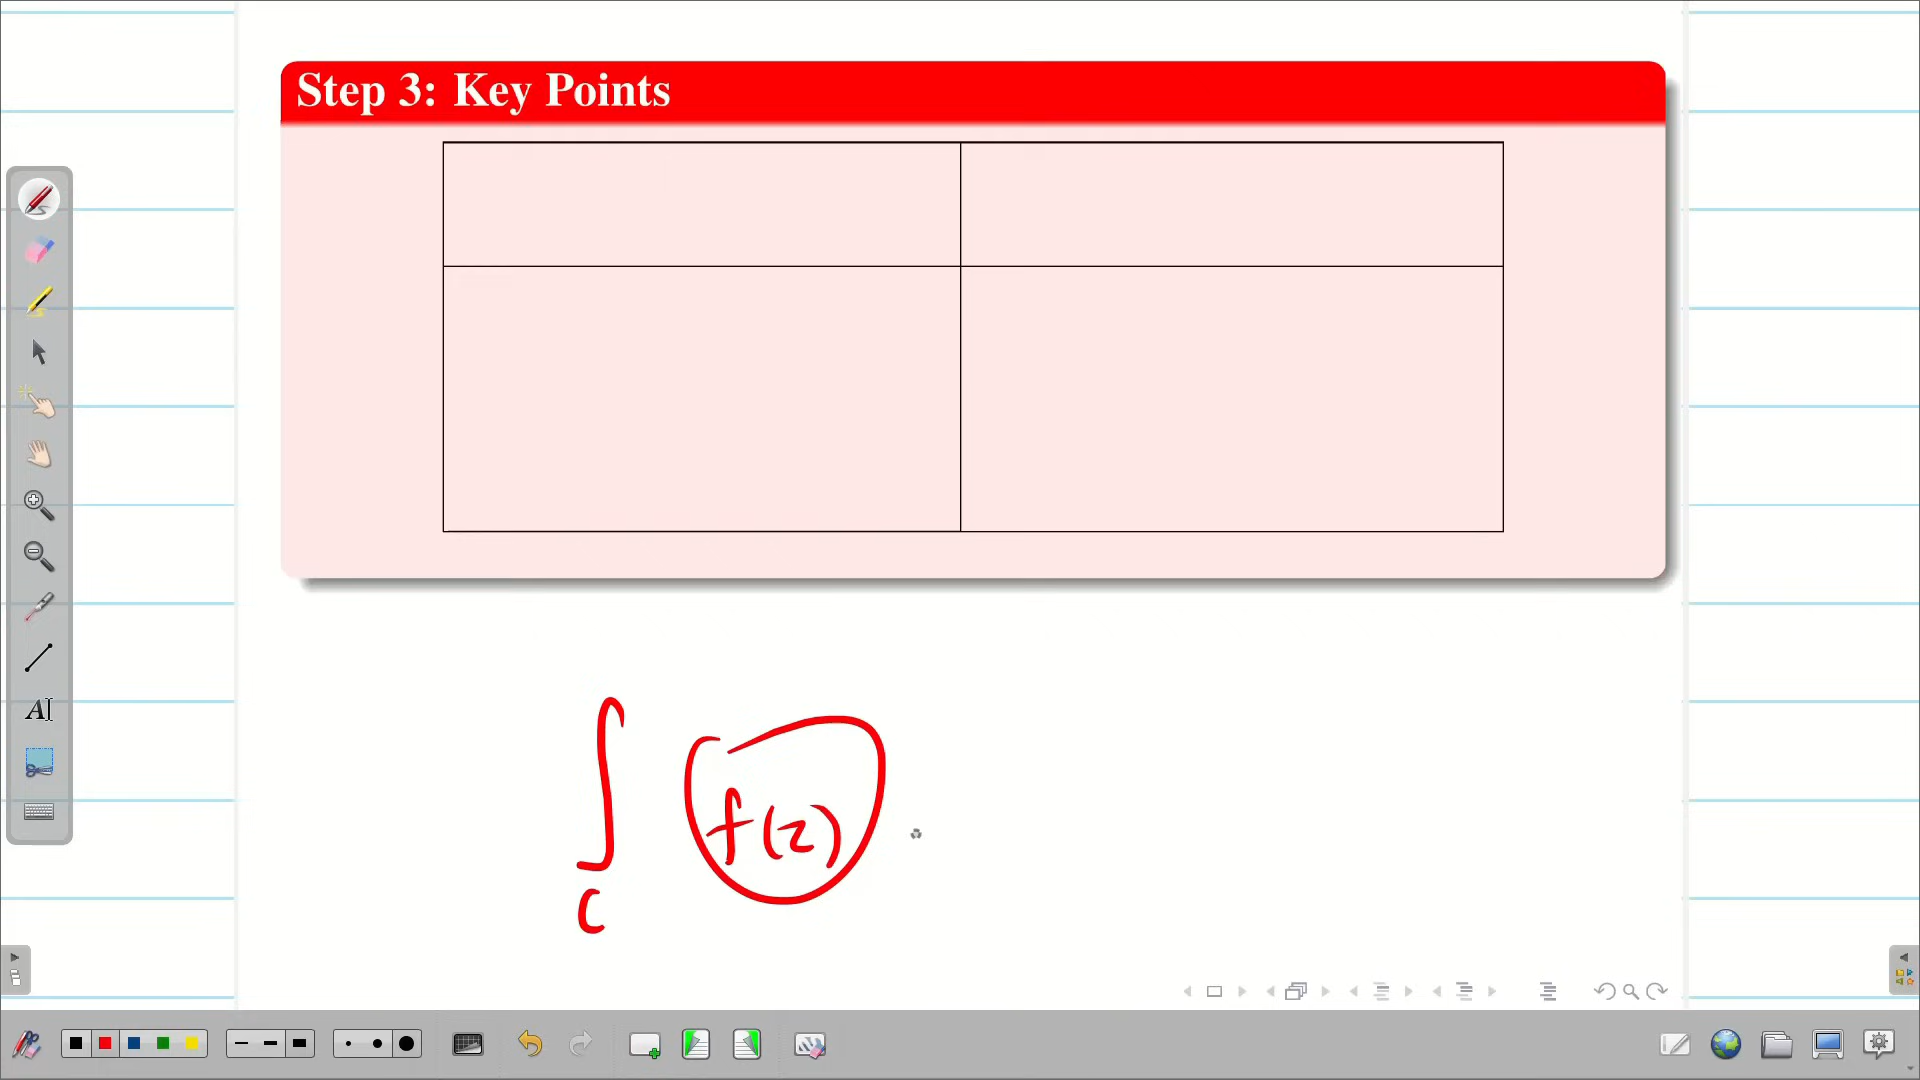 Step 3: Key Points
∫ f(z)
C
A